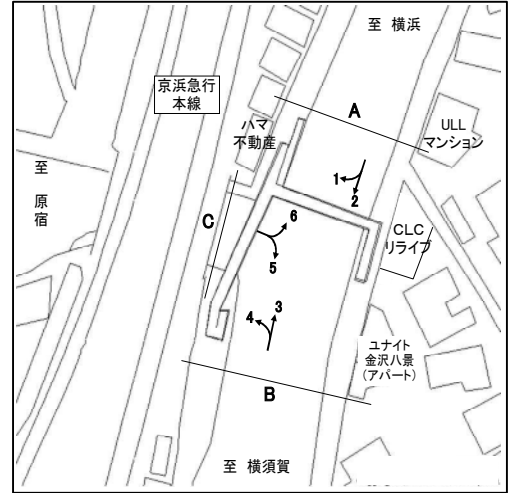 至 横浜
京浜急行
本線
A
ハマ
不動産
ULL
マンション
1
2
至
原
宿
C
6
5
CLC
リライブ
4
3
ユナイト
金沢八景
(アパート)
B
至 横須賀